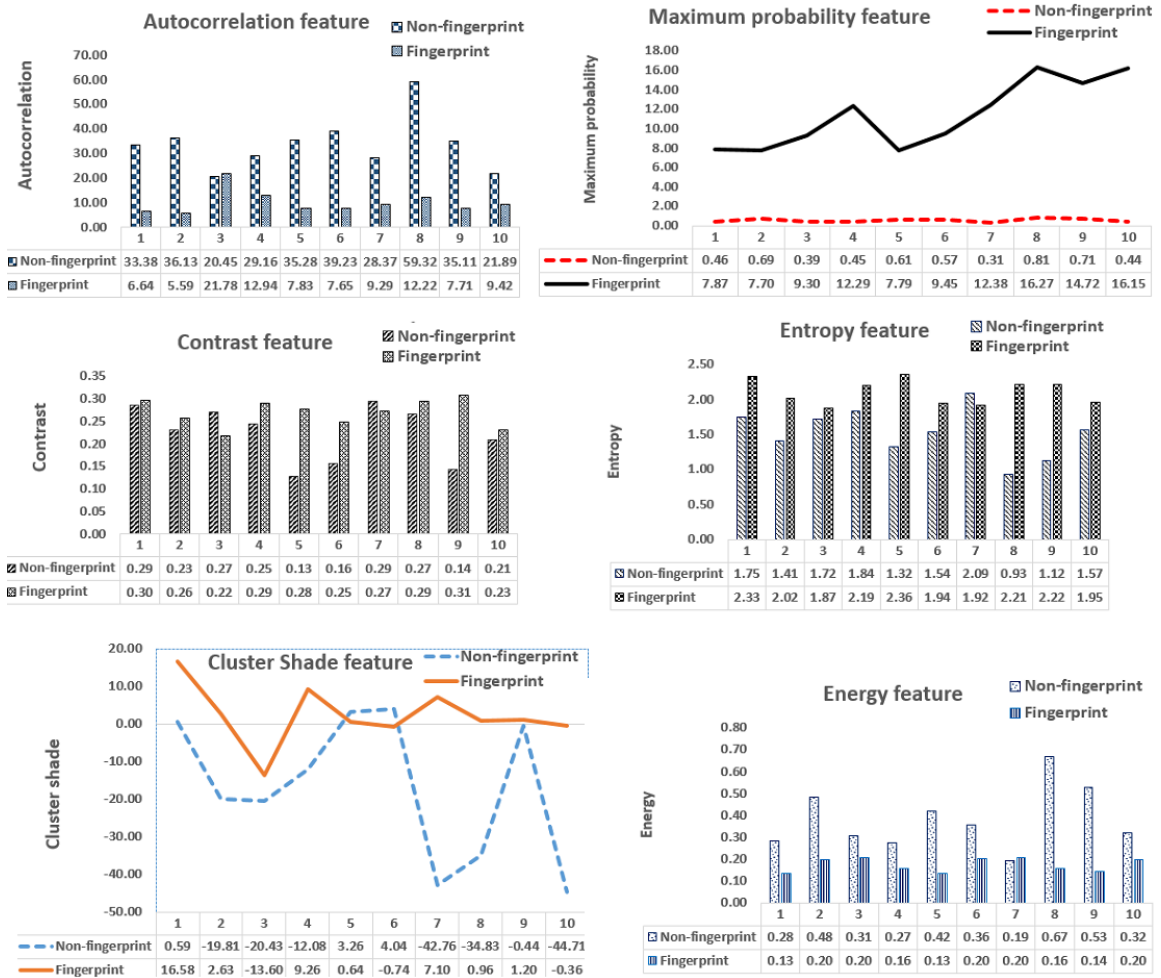 Autocorrelation feature
Non-fingerprint
Fingerprint
70.00
60.00
50.00
40.00
30.00
20.00
10.00
0.00
Autocorrelation
1 2 3 4 5 6 7 8 9 10
Non-fingerprint 33.38 36.13 20.45 29.16 35.28 39.23 28.37 59.32 35.11 21.89
Fingerprint 6.64 5.59 21.78 12.94 7.83 7.65 9.29 12.22 7.71 9.42
Maximum probability feature
Non-fingerprint
Fingerprint
18.00
16.00
14.00
12.00
10.00
8.00
6.00
4.00
2.00
0.00
Maximum probability
1 2 3 4 5 6 7 8 9 10
Non-fingerprint 0.46 0.69 0.39 0.45 0.61 0.57 0.31 0.81 0.71 0.44
Fingerprint 7.87 7.70 9.30 12.29 7.79 9.45 12.38 16.27 14.72 16.15
Contrast feature
Non-fingerprint
Fingerprint
0.35
0.30
0.25
0.20
0.15
0.10
0.05
0.00
Contrast
1 2 3 4 5 6 7 8 9 10
Non-fingerprint 0.29 0.23 0.27 0.25 0.13 0.16 0.29 0.27 0.14 0.21
Fingerprint 0.30 0.26 0.22 0.29 0.28 0.25 0.27 0.29 0.31 0.23
Entropy feature
Non-fingerprint
Fingerprint
2.50
2.00
1.50
1.00
0.50
0.00
Entropy
1 2 3 4 5 6 7 8 9 10
Non-fingerprint 1.75 1.41 1.72 1.84 1.32 1.54 2.09 0.93 1.12 1.57
Fingerprint 2.33 2.02 1.87 2.19 2.36 1.94 1.92 2.21 2.22 1.95
Cluster Shade feature
Non-fingerprint
Fingerprint
20.00
10.00
0.00
-10.00
-20.00
-30.00
-40.00
-50.00
Cluster shade
1 2 3 4 5 6 7 8 9 10
Non-fingerprint 0.59 -19.81 -20.43 -12.08 3.26 4.04 -42.76 -34.83 -0.44 -44.71
Fingerprint 16.58 2.63 -13.60 9.26 0.64 -0.74 7.10 0.96 1.20 -0.36
Energy feature
Non-fingerprint
Fingerprint
0.80
0.70
0.60
0.50
0.40
0.30
0.20
0.10
0.00
Energy
1 2 3 4 5 6 7 8 9 10
Non-fingerprint 0.28 0.48 0.31 0.27 0.42 0.36 0.19 0.67 0.53 0.32
Fingerprint 0.13 0.20 0.20 0.16 0.13 0.20 0.20 0.16 0.14 0.20